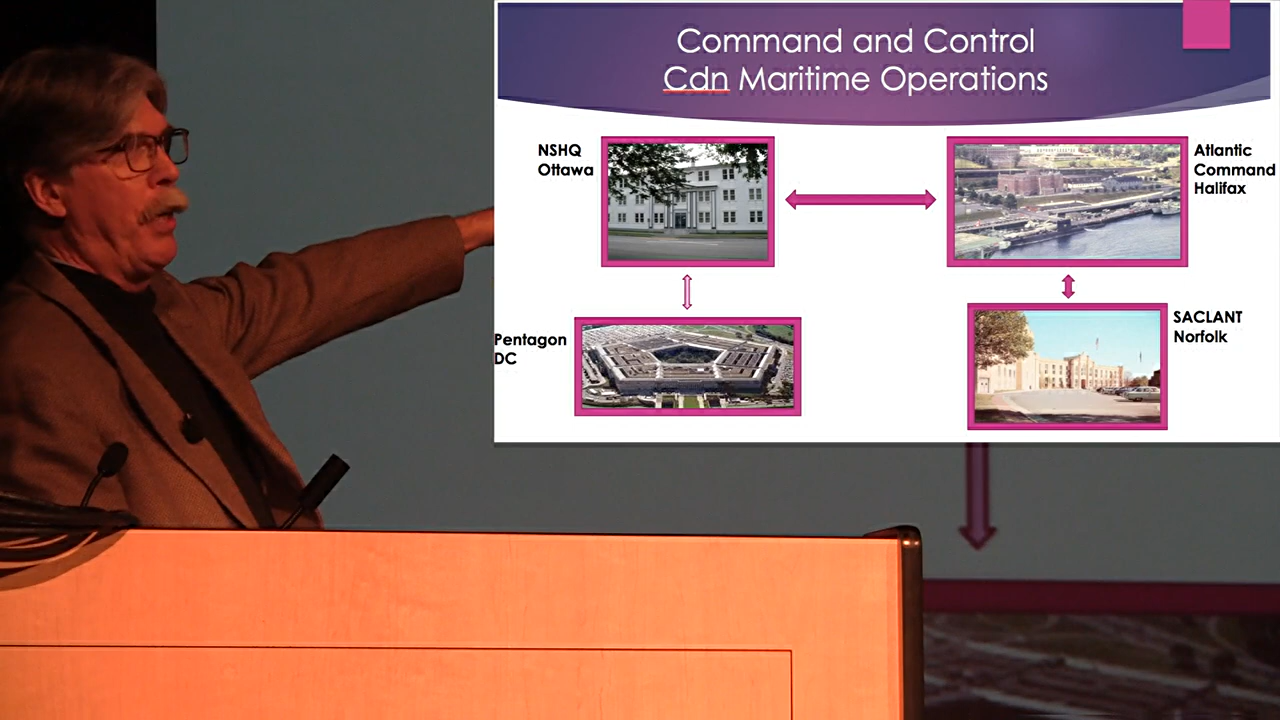 Command and Control
Cdn Maritime Operations
NSHQ
Ottawa
Atlantic
Command
Halifax
Pentagon
DC
SACLANT
Norfolk